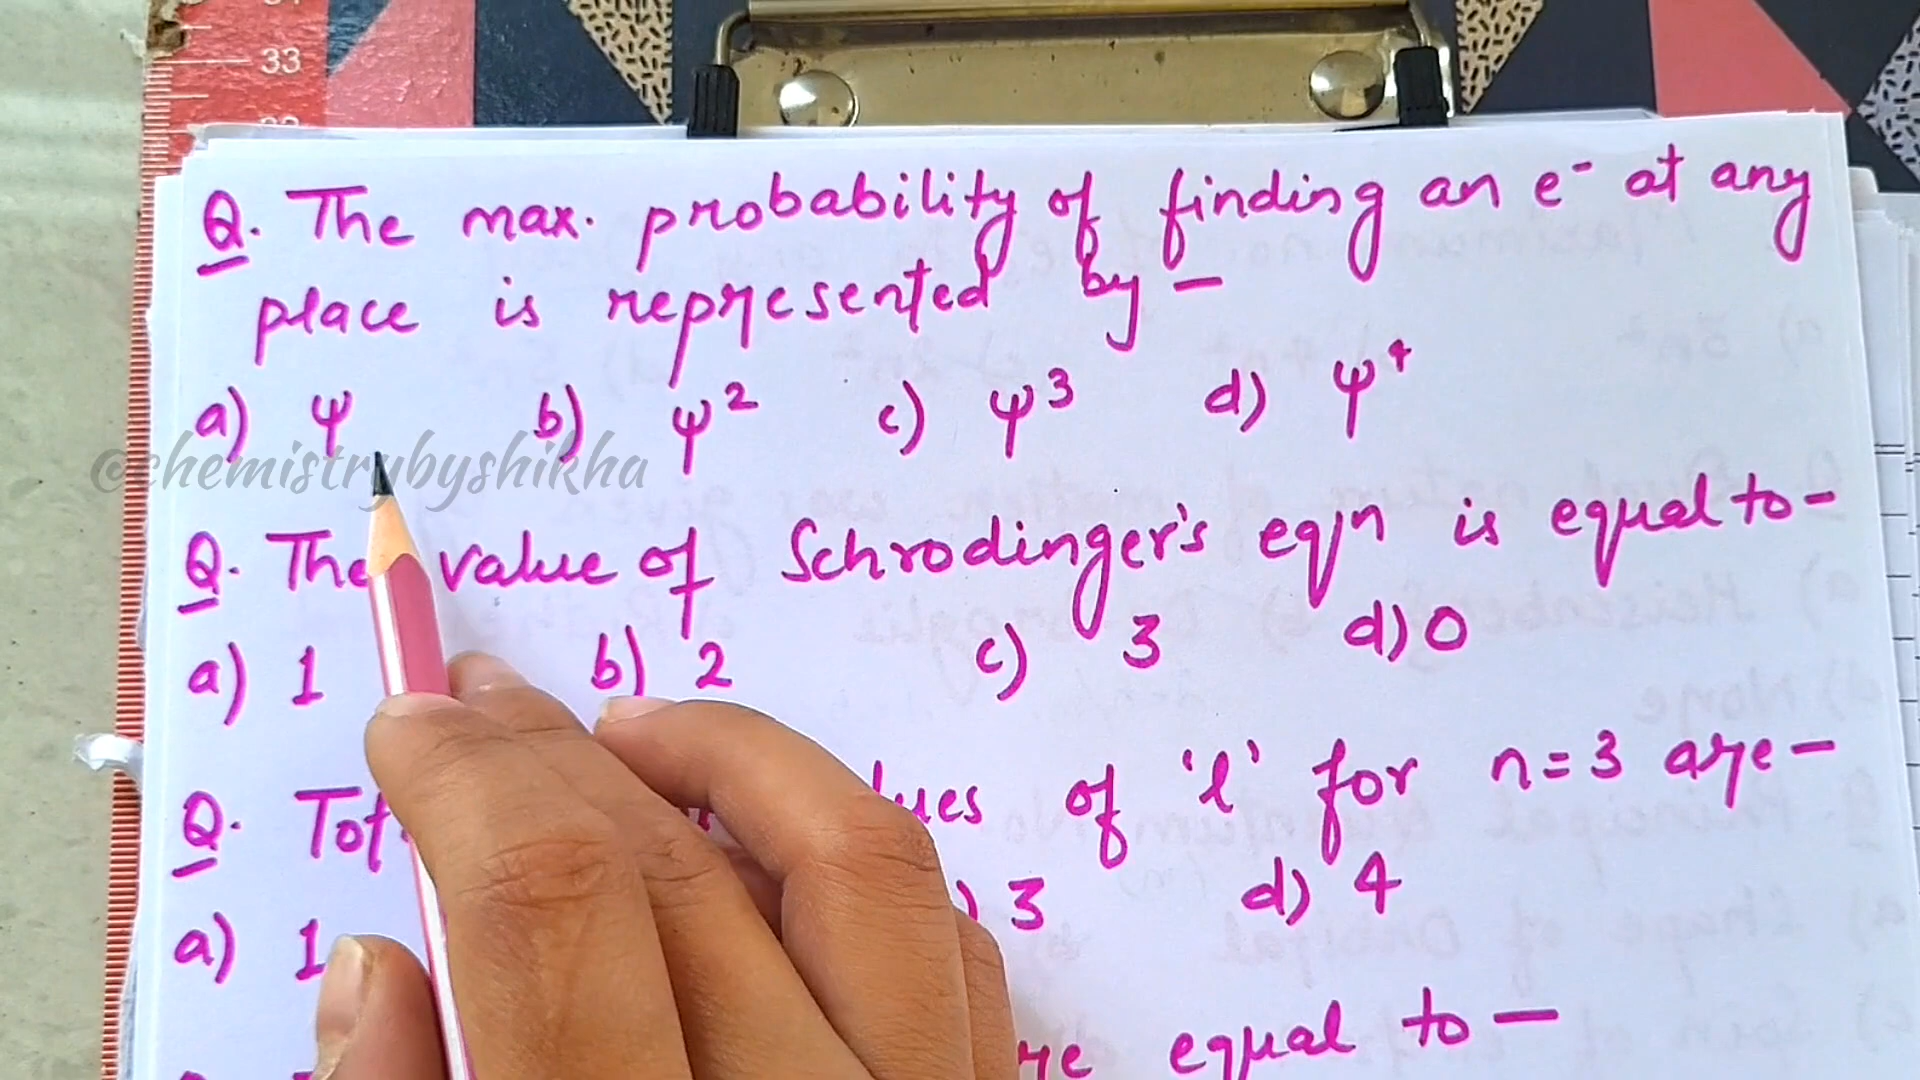 33
Q. The max. probability of finding an e⁻ at any
place is represented by –
a) ψ b) ψ² c) ψ³ d) ψ⁴
@chemistrybyshikha
Q. The value of Schrodinger's eqⁿ is equal to –
a) 1 b) 2 c) 3 d) 0
Q. of 'l' for n = 3 are –
a) 1 ) 3 d) 4
equal to –